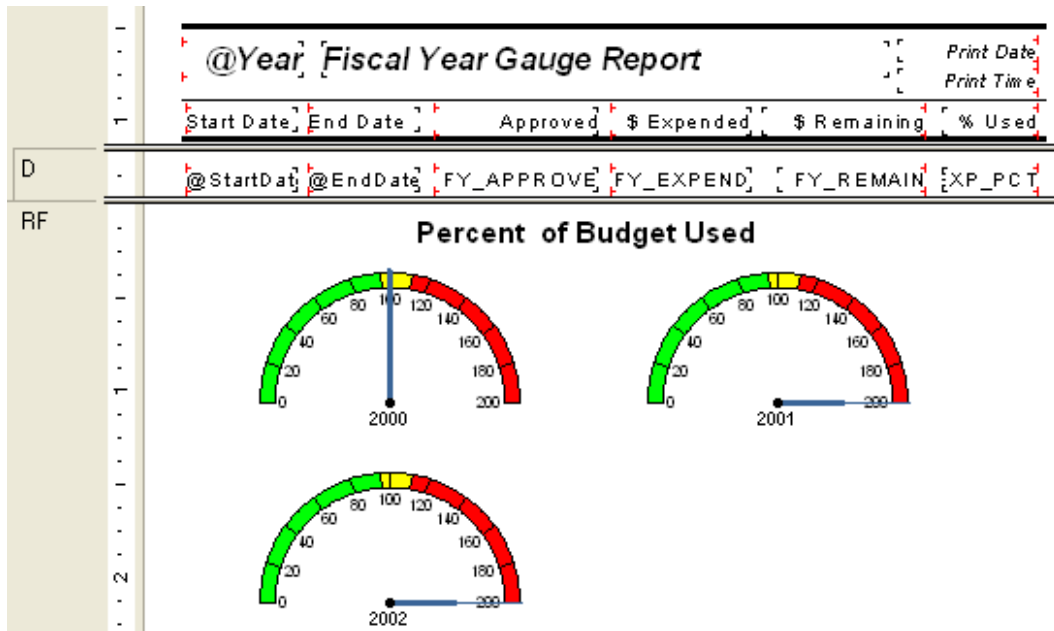 @Year Fiscal Year Gauge Report
Print Date
Print Time
1
Start Date End Date Approved $ Expended $ Remaining % Used
D
@StartDat @EndDate FY_APPROVE FY_EXPEND FY_REMAIN XP_PCT
RF
Percent of Budget Used
0 20 40 60 80 100 120 140 160 180 200
2000
0 20 40 60 80 100 120 140 160 180 200
2001
1
0 20 40 60 80 100 120 140 160 180 200
2002
2